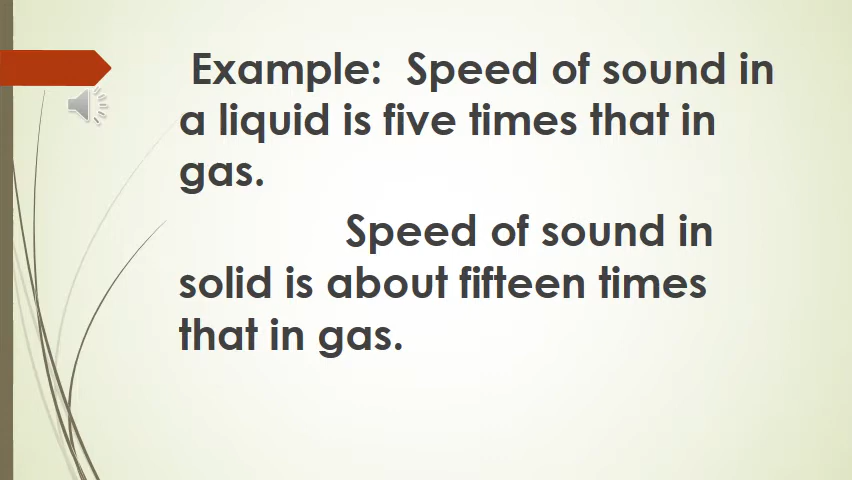 Example: Speed of sound in
a liquid is five times that in
gas.
Speed of sound in
solid is about fifteen times
that in gas.